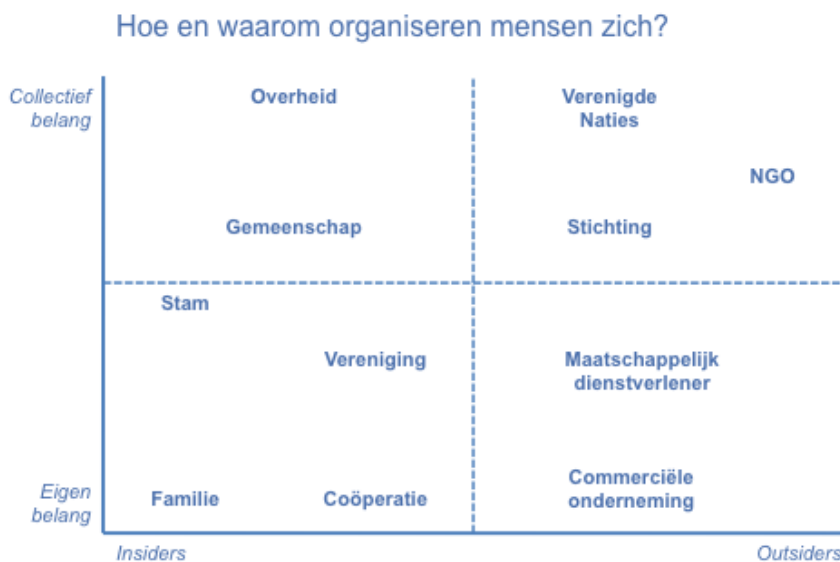 Hoe en waarom organiseren mensen zich?
Collectief
belang
Overheid
Verenigde
Naties
NGO
Gemeenschap
Stichting
Stam
Vereniging
Maatschappelijk
dienstverlener
Eigen
belang
Familie
Coöperatie
Commerciële
onderneming
Insiders
Outsiders